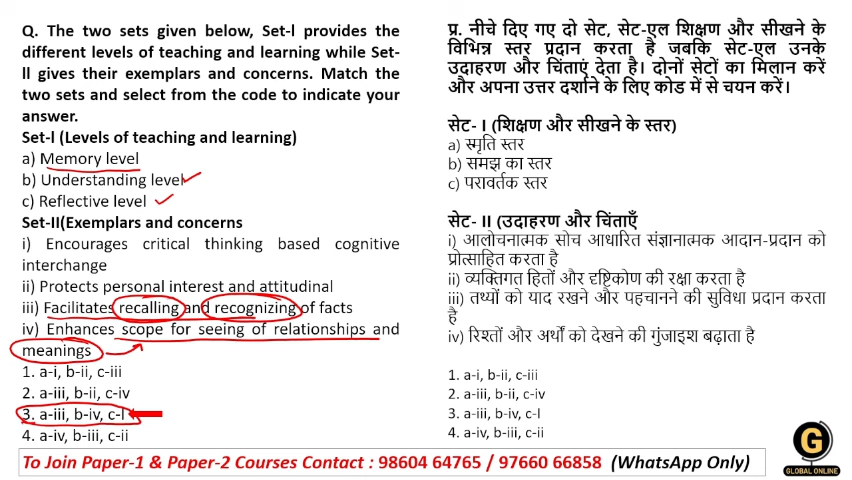 Q. The two sets given below, Set-l provides the
different levels of teaching and learning while Set-
ll gives their exemplars and concerns. Match the
two sets and select from the code to indicate your
answer.
Set-l (Levels of teaching and learning)
a) Memory level
b) Understanding level
c) Reflective level
Set-II(Exemplars and concerns
i) Encourages critical thinking based cognitive
interchange
ii) Protects personal interest and attitudinal
iii) Facilitates recalling and recognizing of facts
iv) Enhances scope for seeing of relationships and
meanings
1. a-i, b-ii, c-iii
2. a-iii, b-ii, c-iv
3. a-iii, b-iv, c-I
4. a-iv, b-iii, c-ii
प्र. नीचे दिए गए दो सेट, सेट-एल शिक्षण और सीखने के
विभिन्न स्तर प्रदान करता है जबकि सेट-एल उनके
उदाहरण और चिंताएं देता है। दोनों सेटों का मिलान करें
और अपना उत्तर दर्शाने के लिए कोड में से चयन करें।
सेट- I (शिक्षण और सीखने के स्तर)
a) स्मृति स्तर
b) समझ का स्तर
c) परावर्तक स्तर
सेट- II (उदाहरण और चिंताएँ
i) आलोचनात्मक सोच आधारित संज्ञानात्मक आदान-प्रदान को
प्रोत्साहित करता है
ii) व्यक्तिगत हितों और दृष्टिकोण की रक्षा करता है
iii) तथ्यों को याद रखने और पहचानने की सुविधा प्रदान करता
है
iv) रिश्तों और अर्थों को देखने की गुंजाइश बढ़ाता है
1. a-i, b-ii, c-iii
2. a-iii, b-ii, c-iv
3. a-iii, b-iv, c-I
4. a-iv, b-iii, c-ii
G
GLOBAL ONLINE
To Join Paper-1 & Paper-2 Courses Contact : 98604 64765 / 97660 66858 (WhatsApp Only)